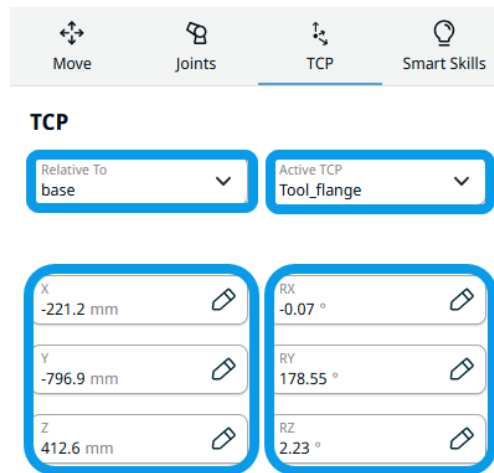 Move Joints TCP Smart Skills
TCP
Relative To Active TCP
base Tool_flange
X RX
-221.2 mm -0.07 °
Y RY
-796.9 mm 178.55 °
Z RZ
412.6 mm 2.23 °